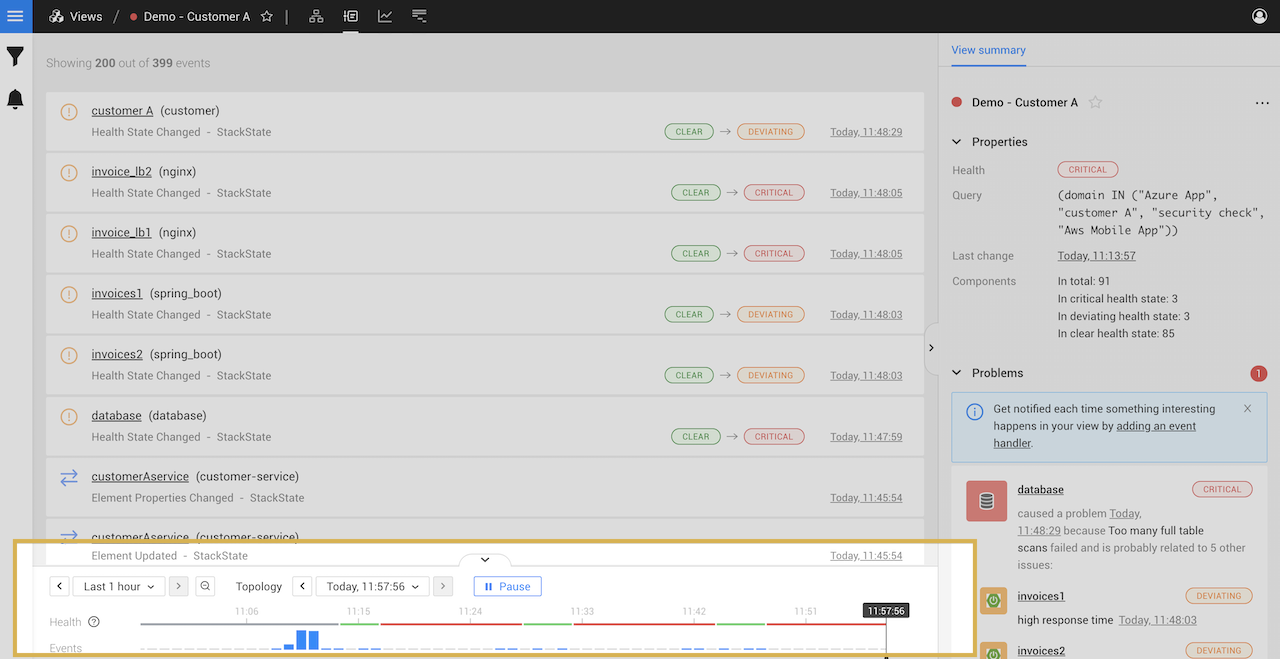 Views / Demo - Customer A
Showing 200 out of 399 events
customer A (customer)
Health State Changed - StackState
CLEAR → DEVIATING Today, 11:48:29
invoice_lb2 (nginx)
Health State Changed - StackState
CLEAR → CRITICAL Today, 11:48:05
invoice_lb1 (nginx)
Health State Changed - StackState
CLEAR → CRITICAL Today, 11:48:05
invoices1 (spring_boot)
Health State Changed - StackState
CLEAR → DEVIATING Today, 11:48:03
invoices2 (spring_boot)
Health State Changed - StackState
CLEAR → DEVIATING Today, 11:48:03
database (database)
Health State Changed - StackState
CLEAR → CRITICAL Today, 11:47:59
customerAservice (customer-service)
Element Properties Changed - StackState
Today, 11:45:54
customerAservice (customer-service)
Element Updated - StackState
Today, 11:45:54
Last 1 hour Topology Today, 11:57:56 Pause
11:06 11:15 11:24 11:33 11:42 11:51 11:57:56
Health
Events
View summary
Demo - Customer A
Properties
Health CRITICAL
Query (domain IN ("Azure App",
"customer A", "security check",
"Aws Mobile App"))
Last change Today, 11:13:57
Components In total: 91
In critical health state: 3
In deviating health state: 3
In clear health state: 85
Problems 1
Get notified each time something interesting
happens in your view by adding an event
handler.
database CRITICAL
caused a problem Today,
11:48:29 because Too many full table
scans failed and is probably related to 5 other
issues:
invoices1 DEVIATING
high response time Today, 11:48:03
invoices2 DEVIATING